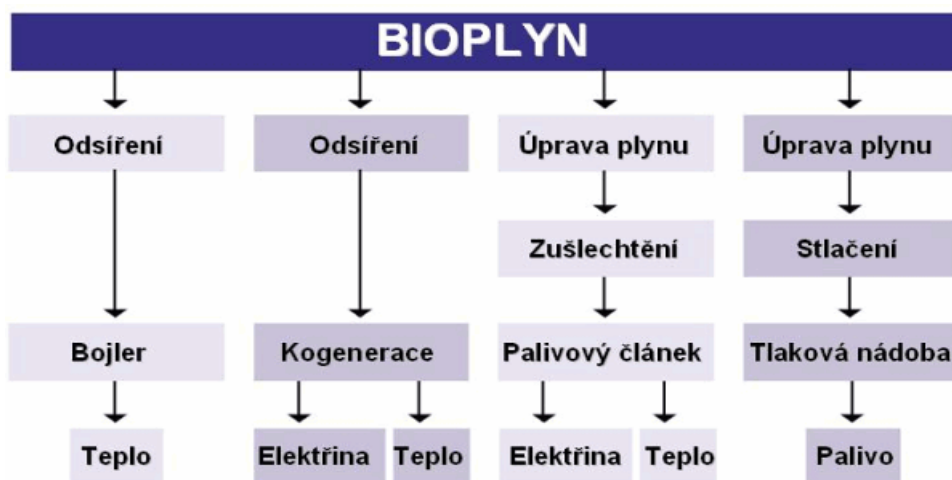 BIOPLYN
Odsíření
Odsíření
Úprava plynu
Úprava plynu
Zušlechtění
Stlačení
Bojler
Kogenerace
Palivový článek
Tlaková nádoba
Teplo
Elektřina
Teplo
Elektřina
Teplo
Palivo